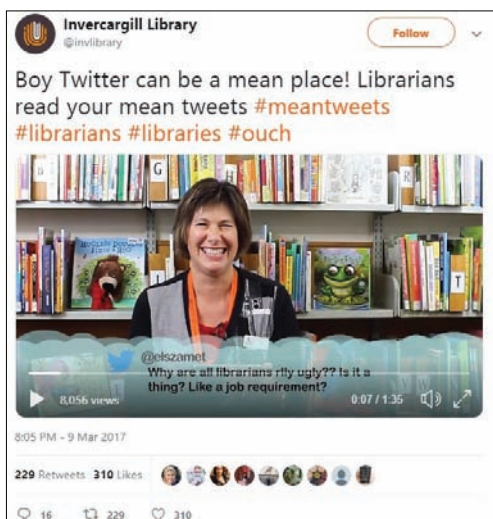 Invercargill Library
@invlibrary
Follow
Boy Twitter can be a mean place! Librarians
read your mean tweets #meantweets
#librarians #libraries #ouch
G
H
R
T
@elszamet
Why are all librarians rlly ugly?? Is it a
thing? Like a job requirement?
8,056 views
0:07 / 1:35
8:05 PM - 9 Mar 2017
229 Retweets 310 Likes
16 229 310